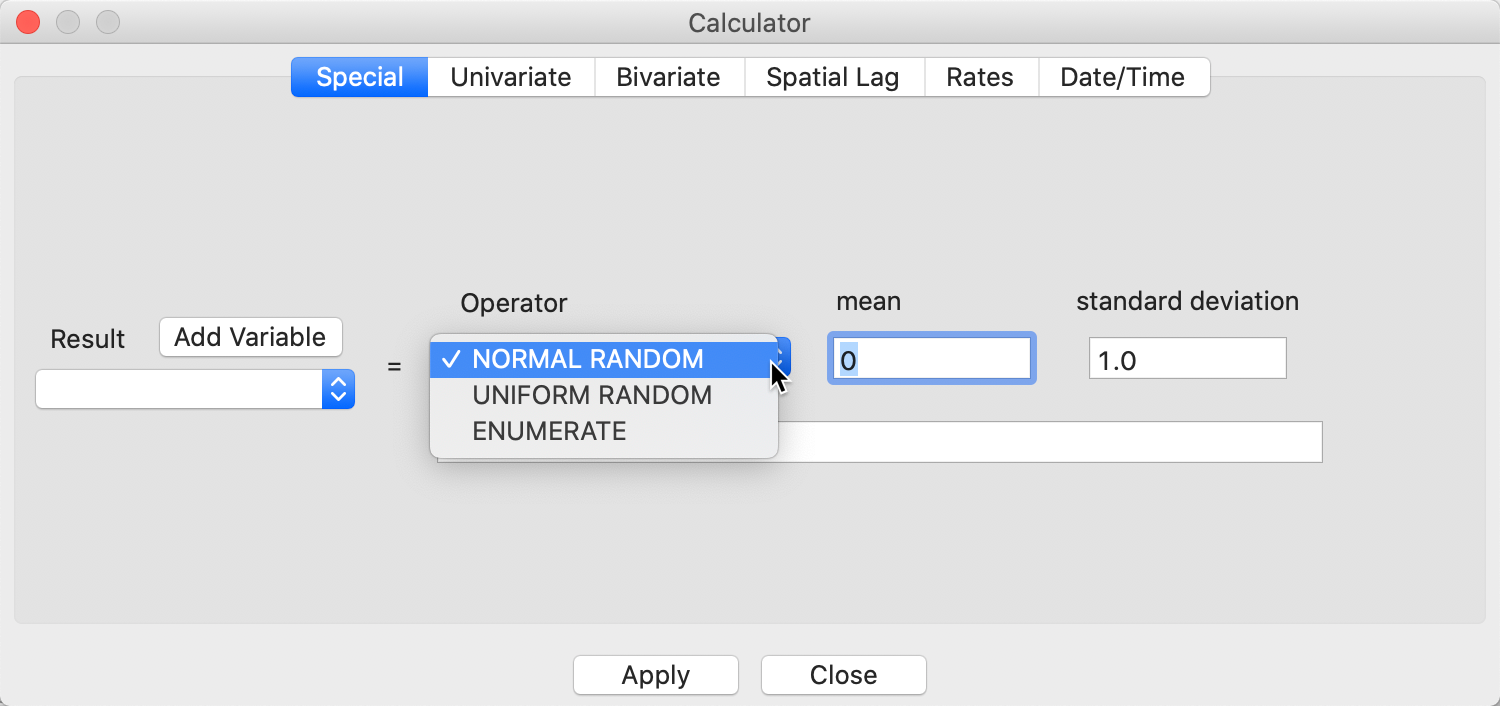 Calculator
Special Univariate Bivariate Spatial Lag Rates Date/Time
Operator mean standard deviation
Result Add Variable
=
✓ NORMAL RANDOM
0
1.0
UNIFORM RANDOM
ENUMERATE
Apply Close